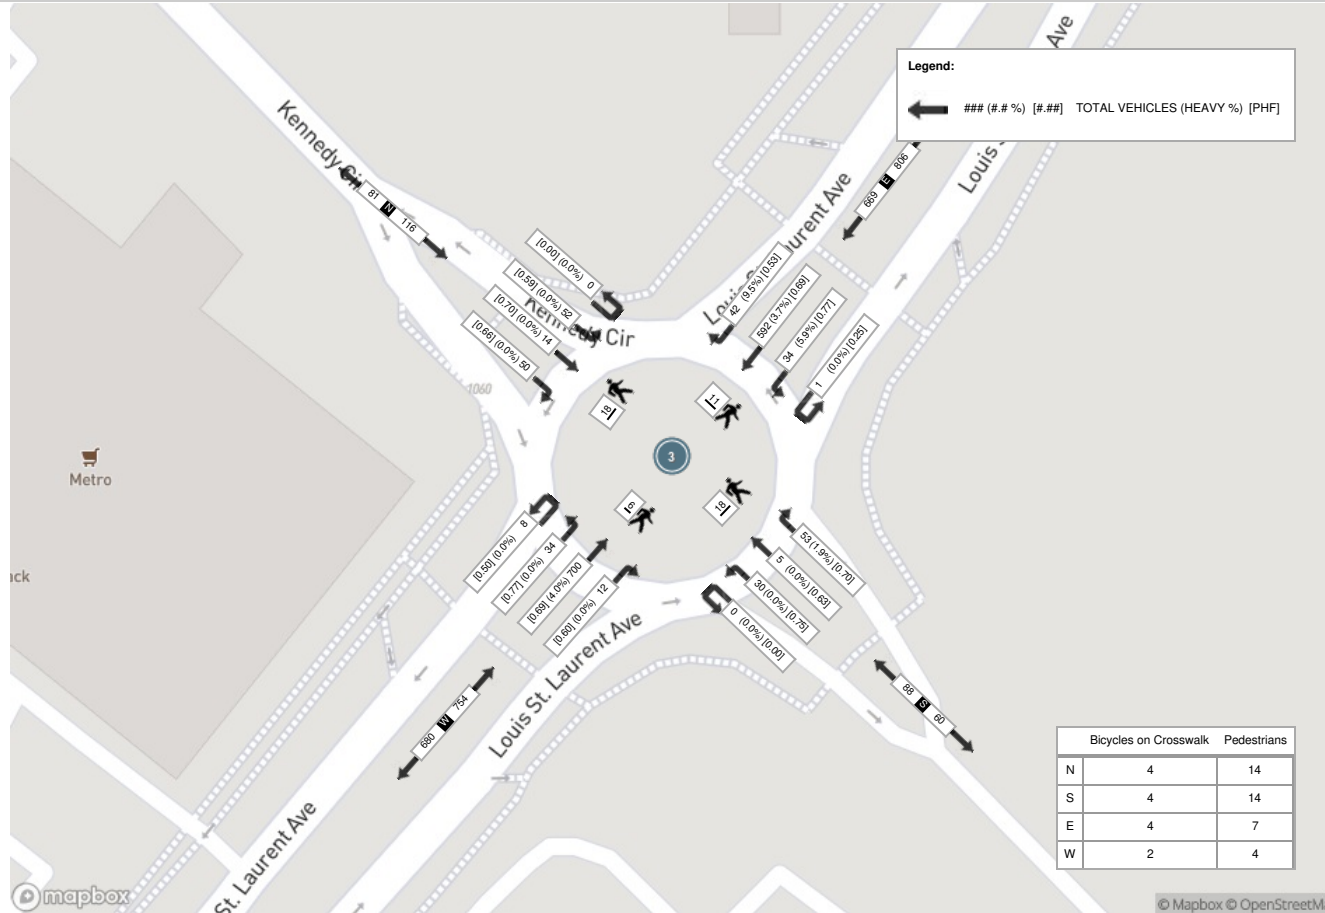 Legend:
### (#.# %) [#.##] TOTAL VEHICLES (HEAVY %) [PHF]
Ave
Louis
Kennedy Cir
81 N 116
669 E 806
Louis St. Laurent Ave
[0.00] (0.0%) 0
[0.59] (0.0%) 52
[0.70] (0.0%) 14
[0.66] (0.0%) 50
Kennedy Cir
42 (9.5%) [0.53]
592 (3.7%) [0.69]
34 (5.9%) [0.77]
1 (0.0%) [0.25]
1060
18
11
3
Metro
6
18
[0.50] (0.0%) 8
[0.77] (0.0%) 34
[0.69] (4.0%) 700
[0.60] (0.0%) 12
53 (1.9%) [0.70]
5 (0.0%) [0.63]
30 (0.0%) [0.75]
0 (0.0%) [0.00]
ack
Louis St. Laurent Ave
680 W 754
88 S 60
Bicycles on Crosswalk Pedestrians
N 4 14
S 4 14
E 4 7
W 2 4
St. Laurent Ave
mapbox
© Mapbox © OpenStreetM